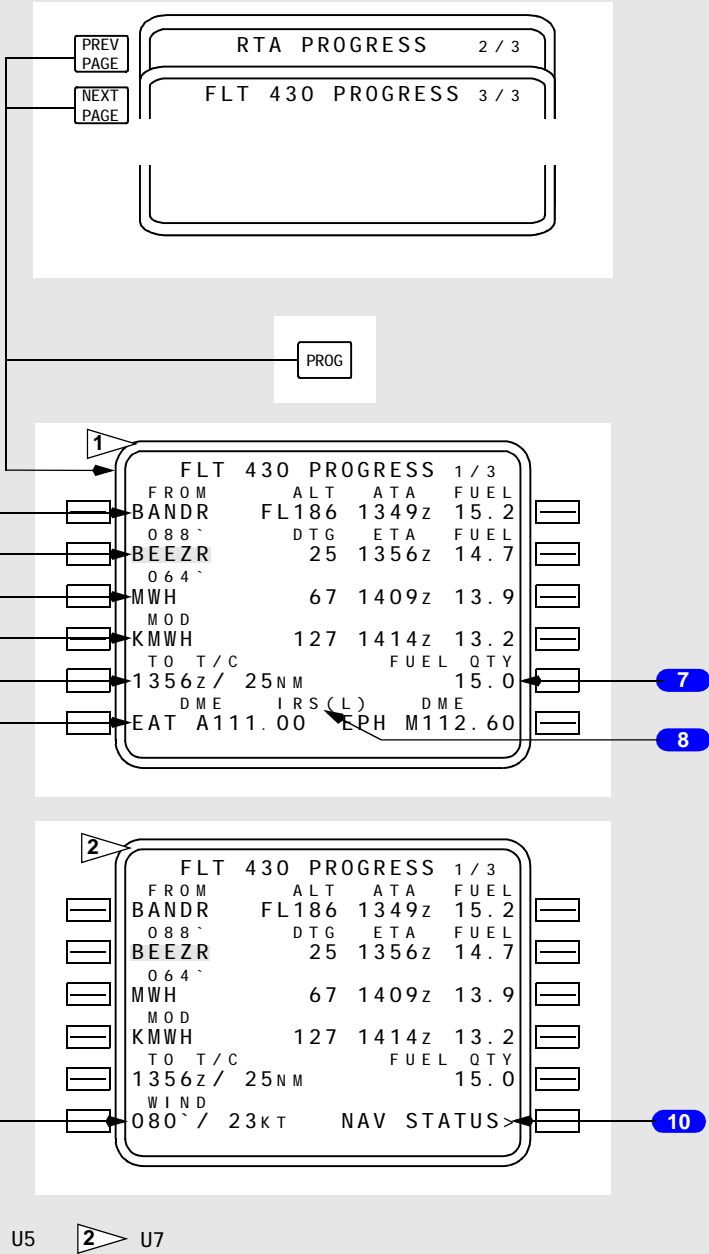 PREV
PAGE
RTA PROGRESS 2/3
NEXT
PAGE
FLT 430 PROGRESS 3/3
PROG
1
FLT 430 PROGRESS 1/3
FROM ALT ATA FUEL
BANDR FL186 1349z 15.2
088` DTG ETA FUEL
BEEZR 25 1356z 14.7
064`
MWH 67 1409z 13.9
MOD
KMWH 127 1414z 13.2
TO T/C FUEL QTY
1356z/ 25NM 15.0
7
DME IRS(L) DME
EAT A111.00 EPH M112.60
8
2
FLT 430 PROGRESS 1/3
FROM ALT ATA FUEL
BANDR FL186 1349z 15.2
088` DTG ETA FUEL
BEEZR 25 1356z 14.7
064`
MWH 67 1409z 13.9
MOD
KMWH 127 1414z 13.2
TO T/C FUEL QTY
1356z/ 25NM 15.0
WIND
080`/ 23KT NAV STATUS>
10
U5 2 U7